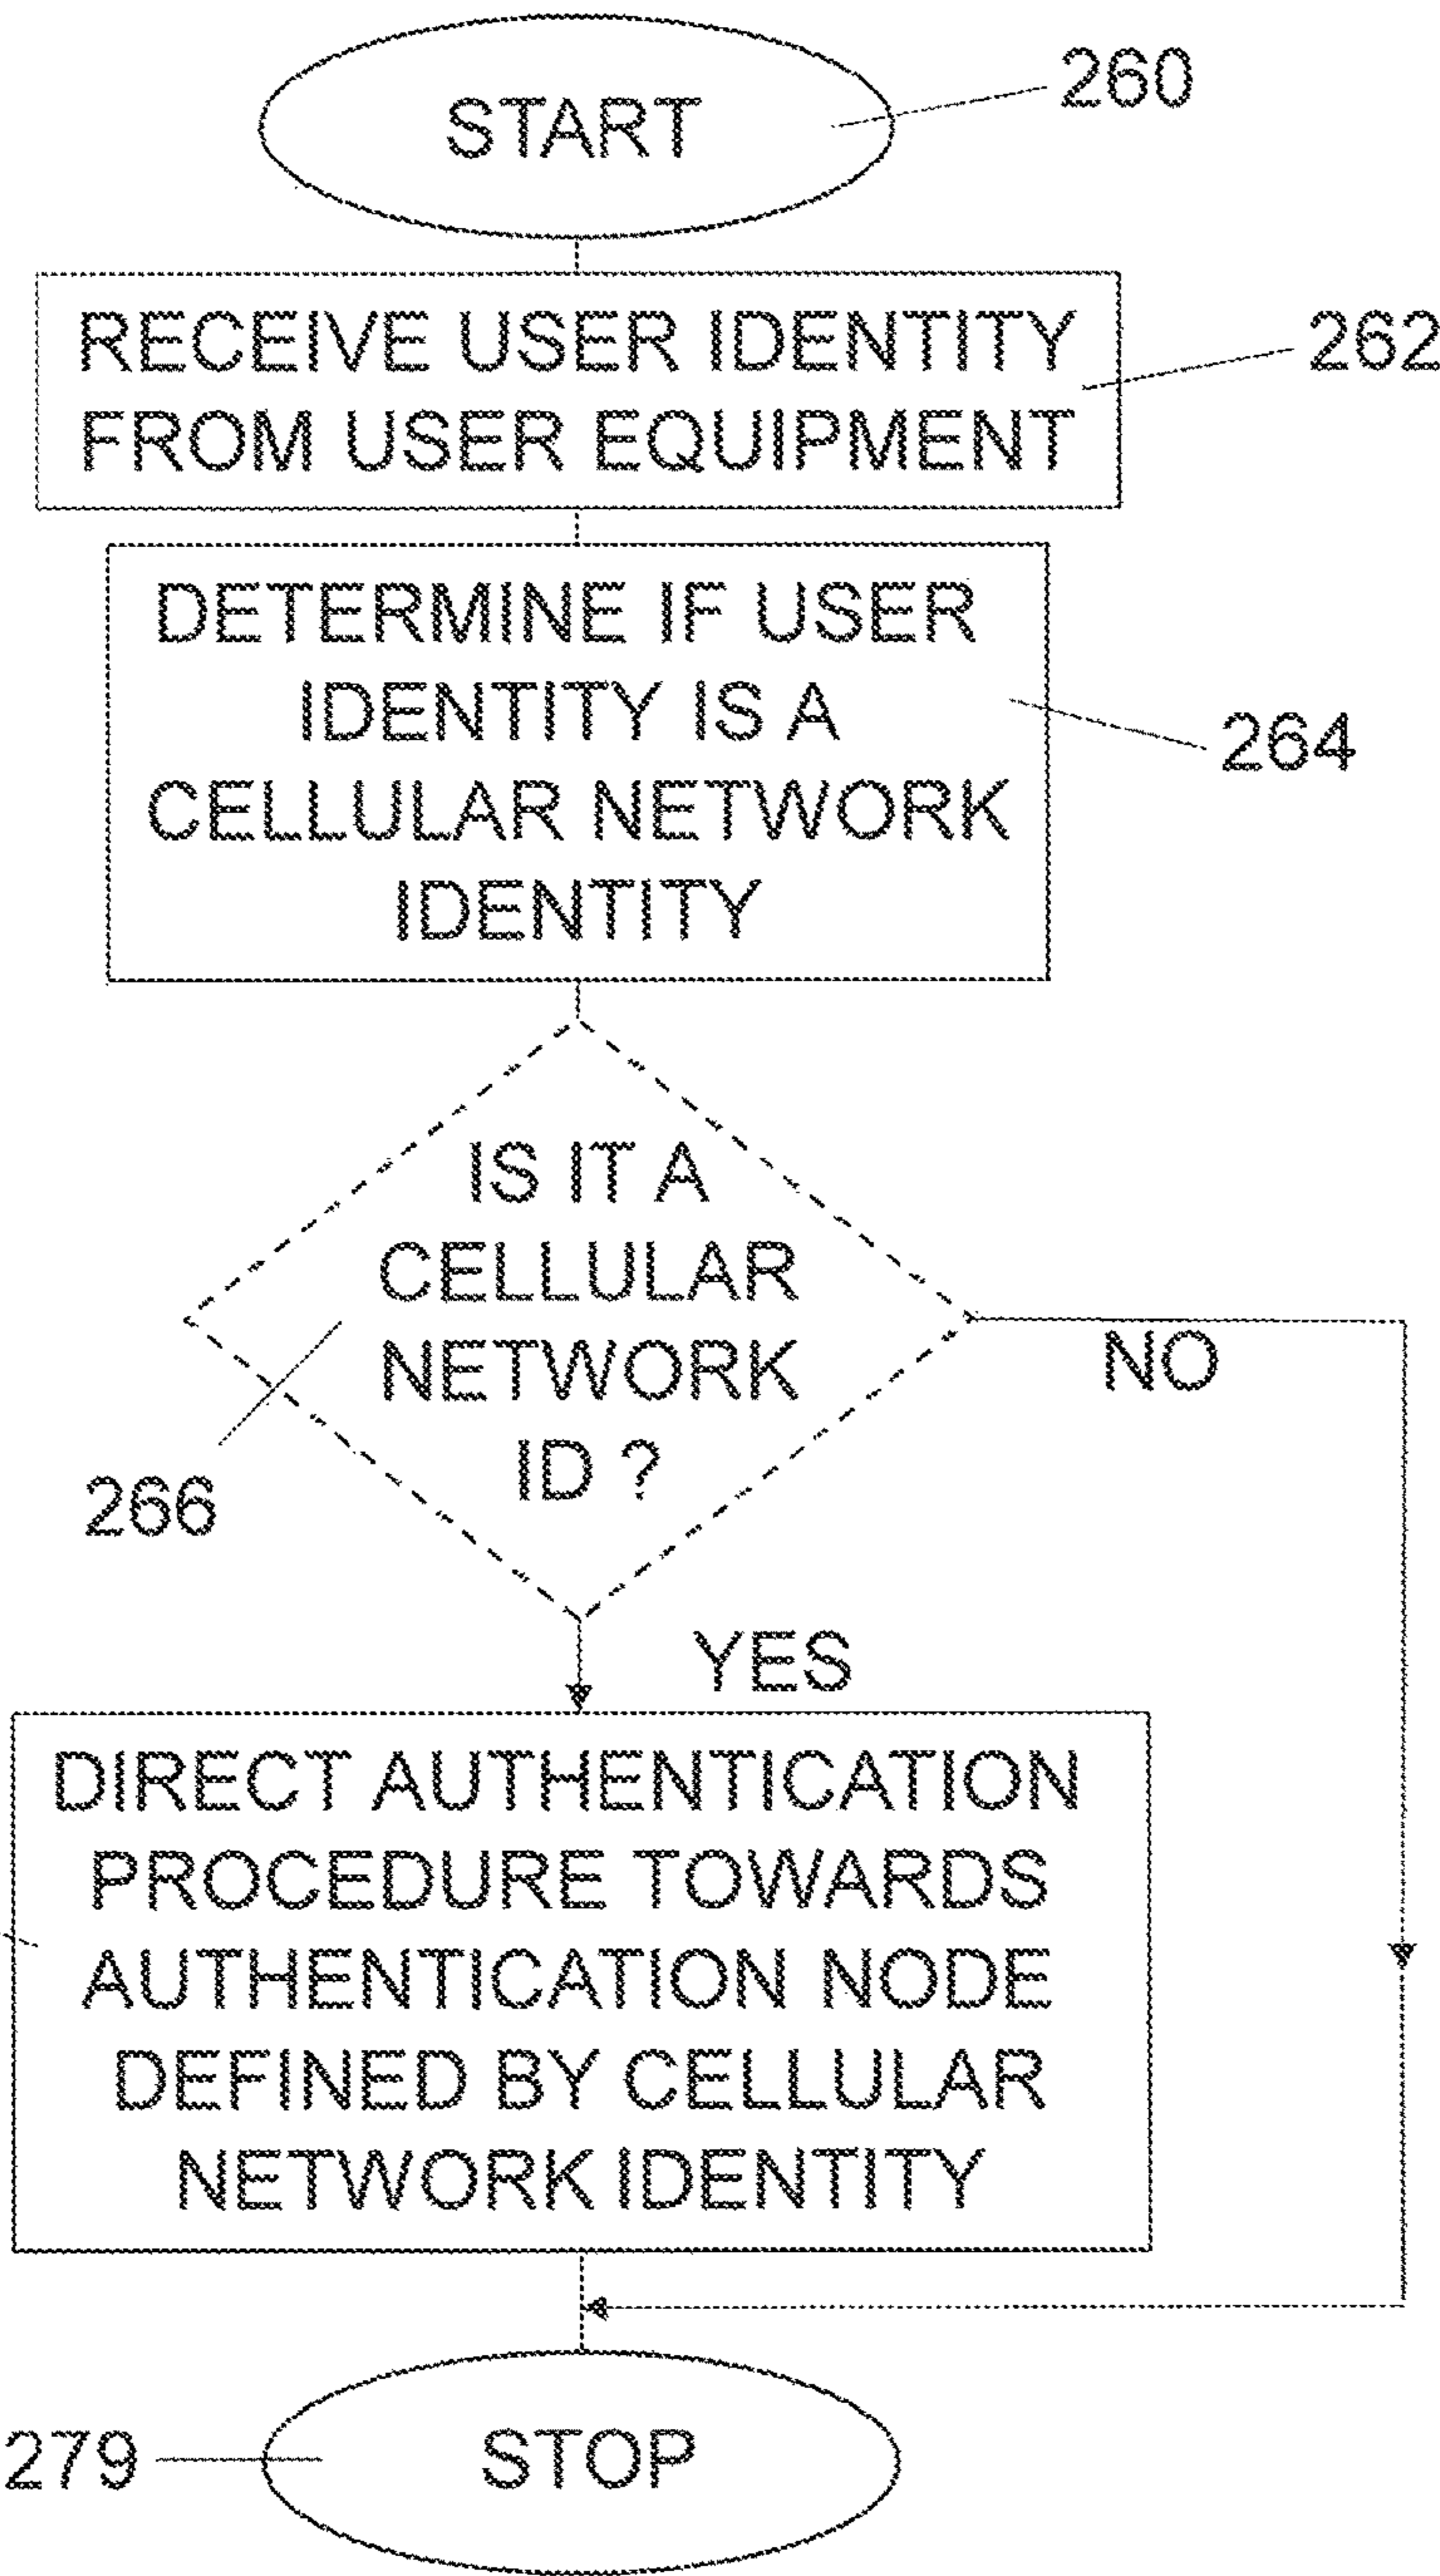 START
260
RECEIVE USER IDENTITY
FROM USER EQUIPMENT
262
DETERMINE IF USER
IDENTITY IS A
CELLULAR NETWORK
IDENTITY
264
IS IT A
CELLULAR
NETWORK
ID ?
266
NO
YES
DIRECT AUTHENTICATION
PROCEDURE TOWARDS
AUTHENTICATION NODE
DEFINED BY CELLULAR
NETWORK IDENTITY
STOP
279